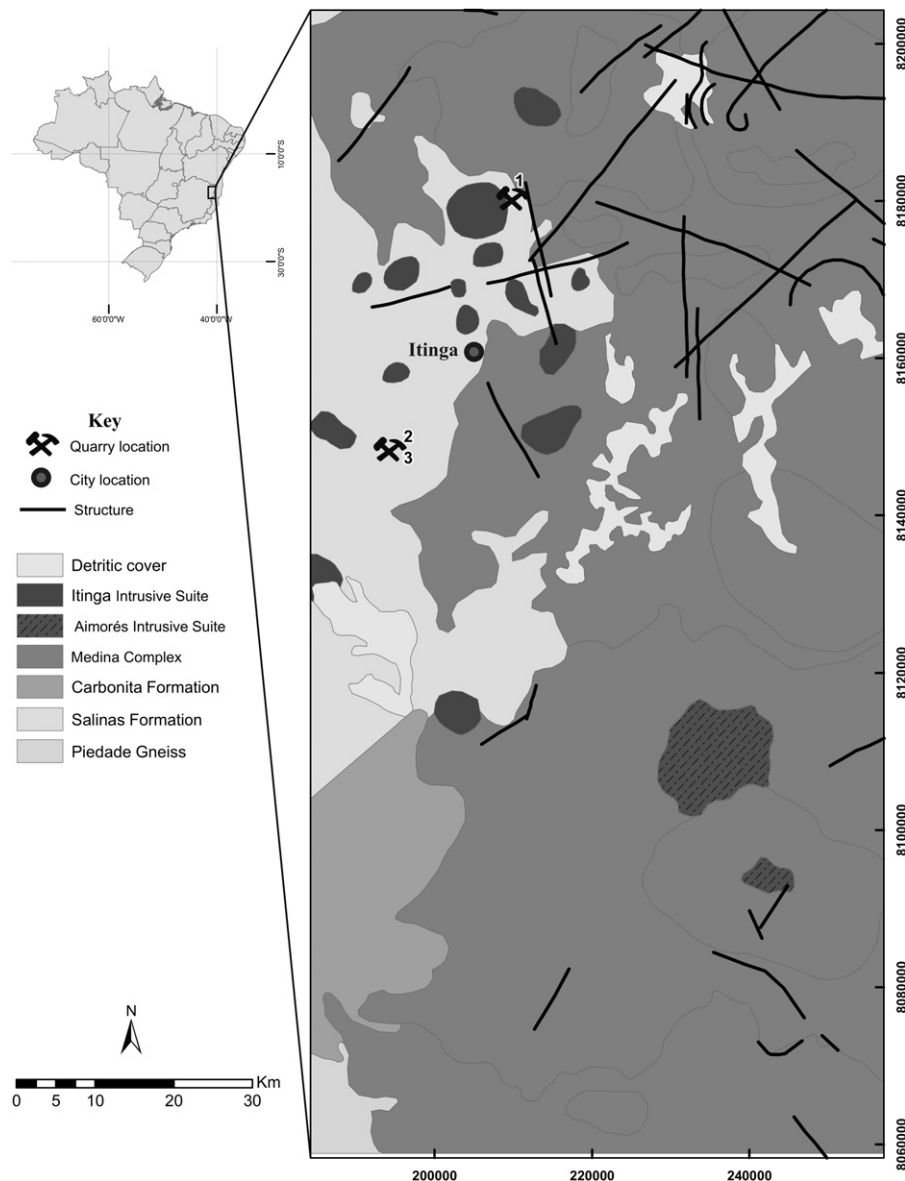 10°0'0"S
30°0'0"S
60°0'0"W
40°0'0"W
Key
Quarry location
City location
Structure
Detritic cover
Itinga Intrusive Suite
Aimorés Intrusive Suite
Medina Complex
Carbonita Formation
Salinas Formation
Piedade Gneiss
N
Km
0 5 10 20 30
1
Itinga
2
3
8200000
8180000
8160000
8140000
8120000
8100000
8080000
8060000
200000 220000 240000